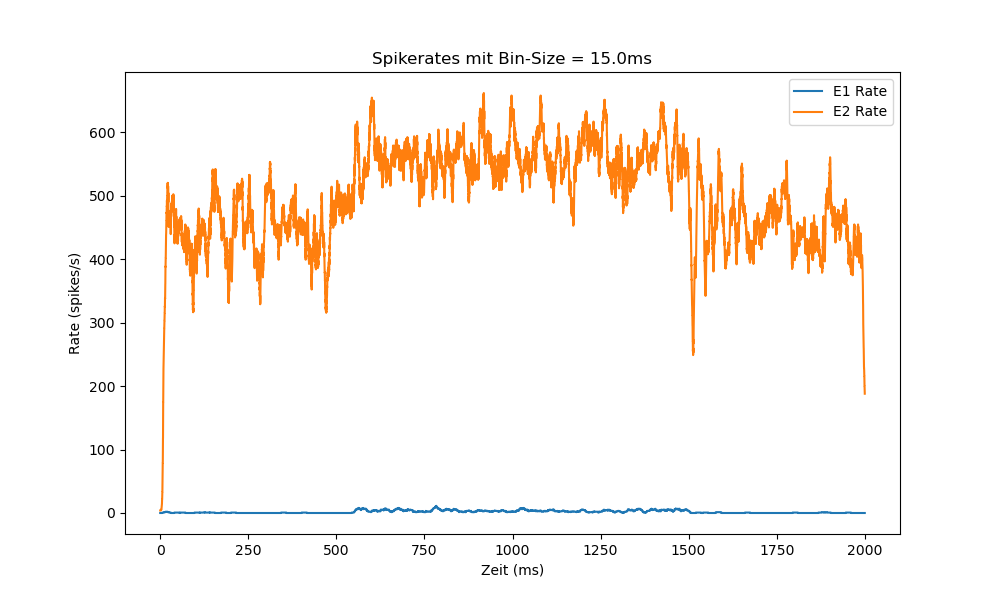 Spikerates mit Bin-Size = 15.0ms
E1 Rate
E2 Rate
Rate (spikes/s)
600
500
400
300
200
100
0
0 250 500 750 1000 1250 1500 1750 2000
Zeit (ms)